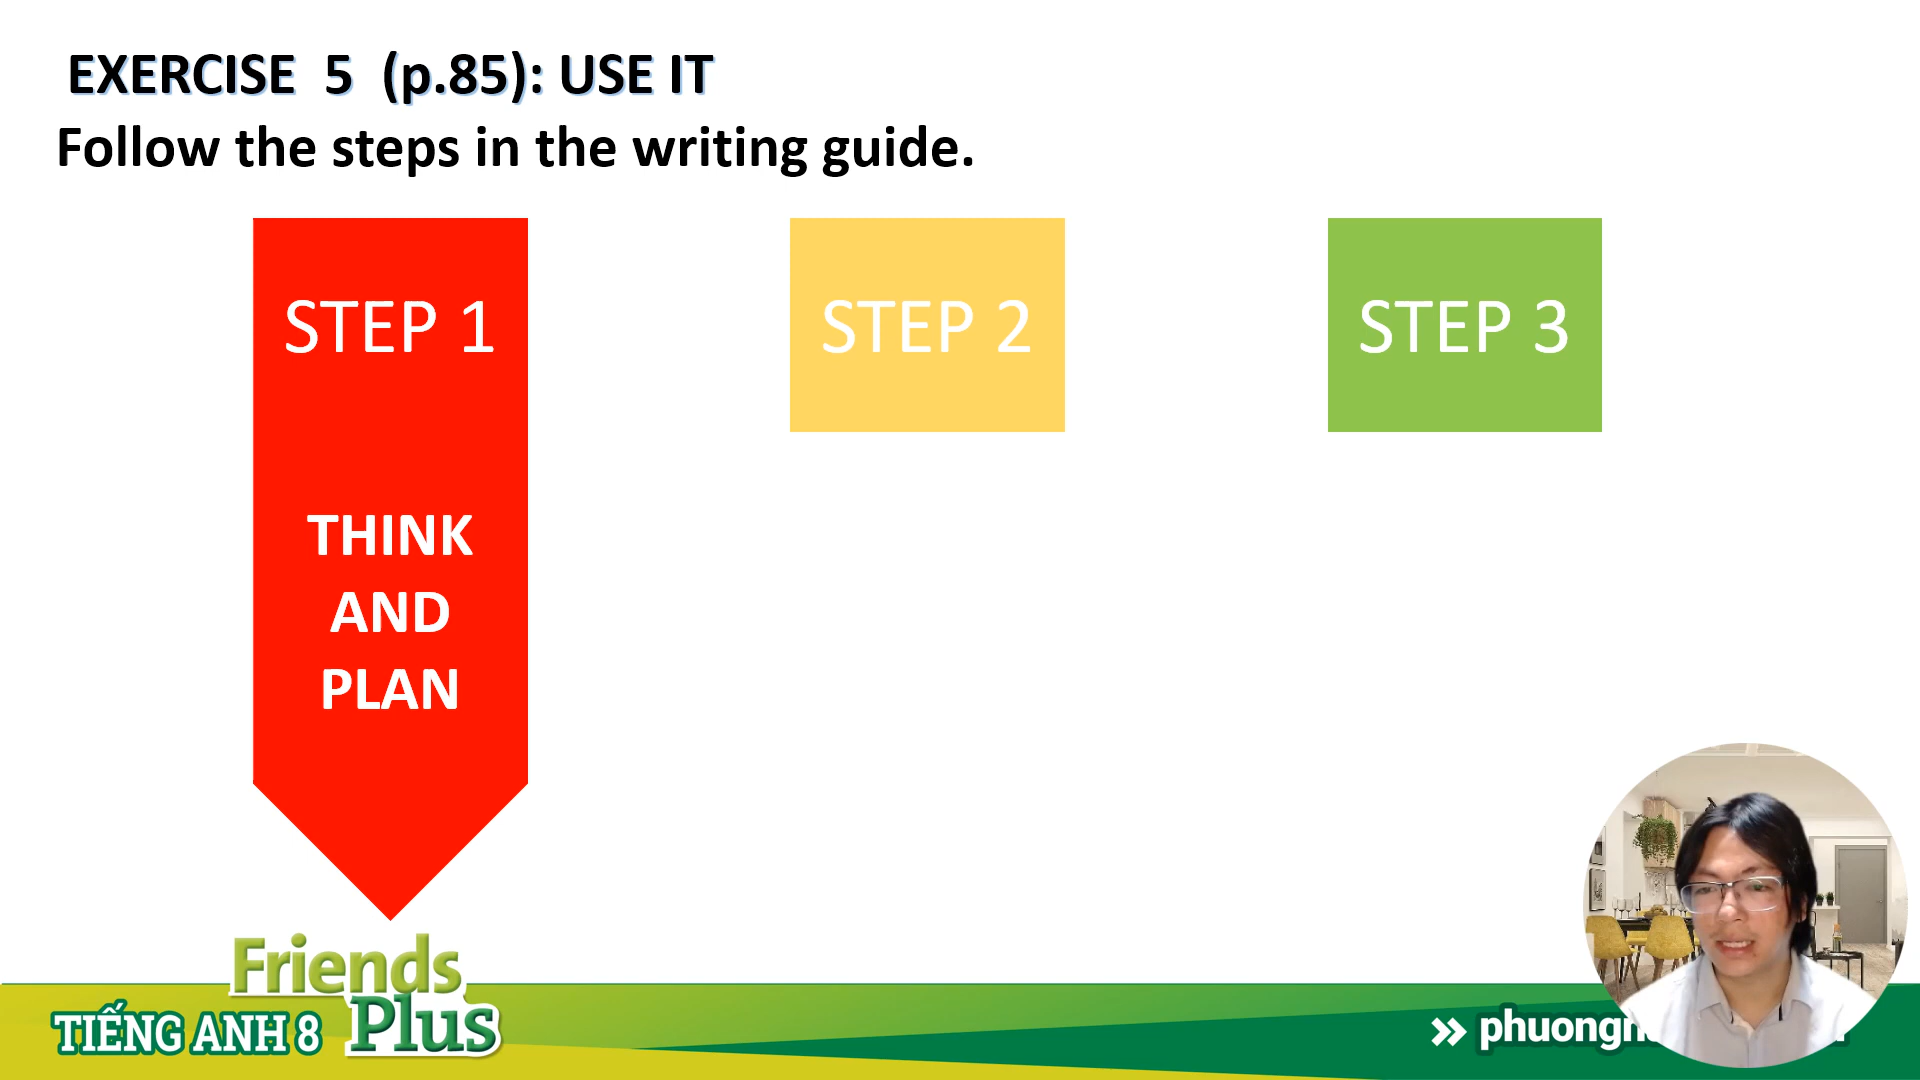 EXERCISE 5 (p.85): USE IT
Follow the steps in the writing guide.
STEP 1
STEP 2
STEP 3
THINK
AND
PLAN
Friends
Plus
TIẾNG ANH 8